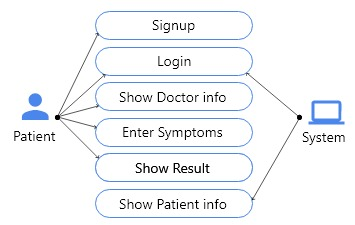 Signup
Login
Show Doctor info
Patient
Enter Symptoms
System
Show Result
Show Patient info